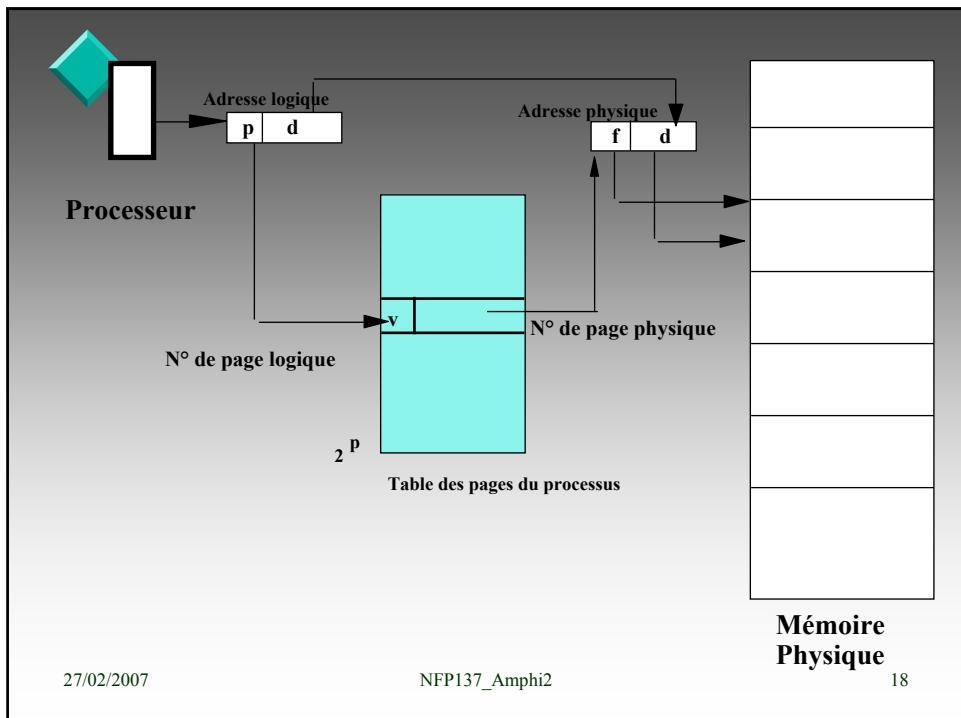 Adresse logique
p d
Adresse physique
f d
Processeur
v
N° de page physique
N° de page logique
2 p
Table des pages du processus
Mémoire
Physique
27/02/2007 NFP137_Amphi2 18